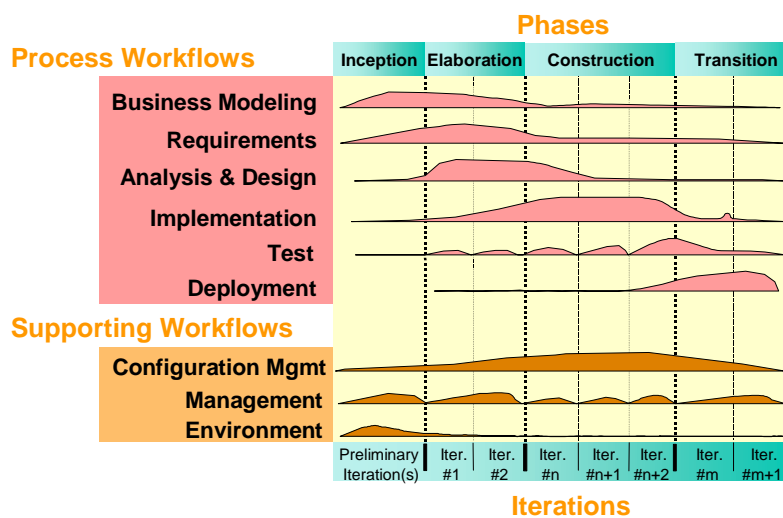 Phases
Process Workflows
Inception Elaboration Construction Transition
Business Modeling
Requirements
Analysis & Design
Implementation
Test
Deployment
Supporting Workflows
Configuration Mgmt
Management
Environment
Preliminary Iter. Iter. Iter. Iter. Iter. Iter. Iter.
Iteration(s) #1 #2 #n #n+1 #n+2 #m #m+1
Iterations